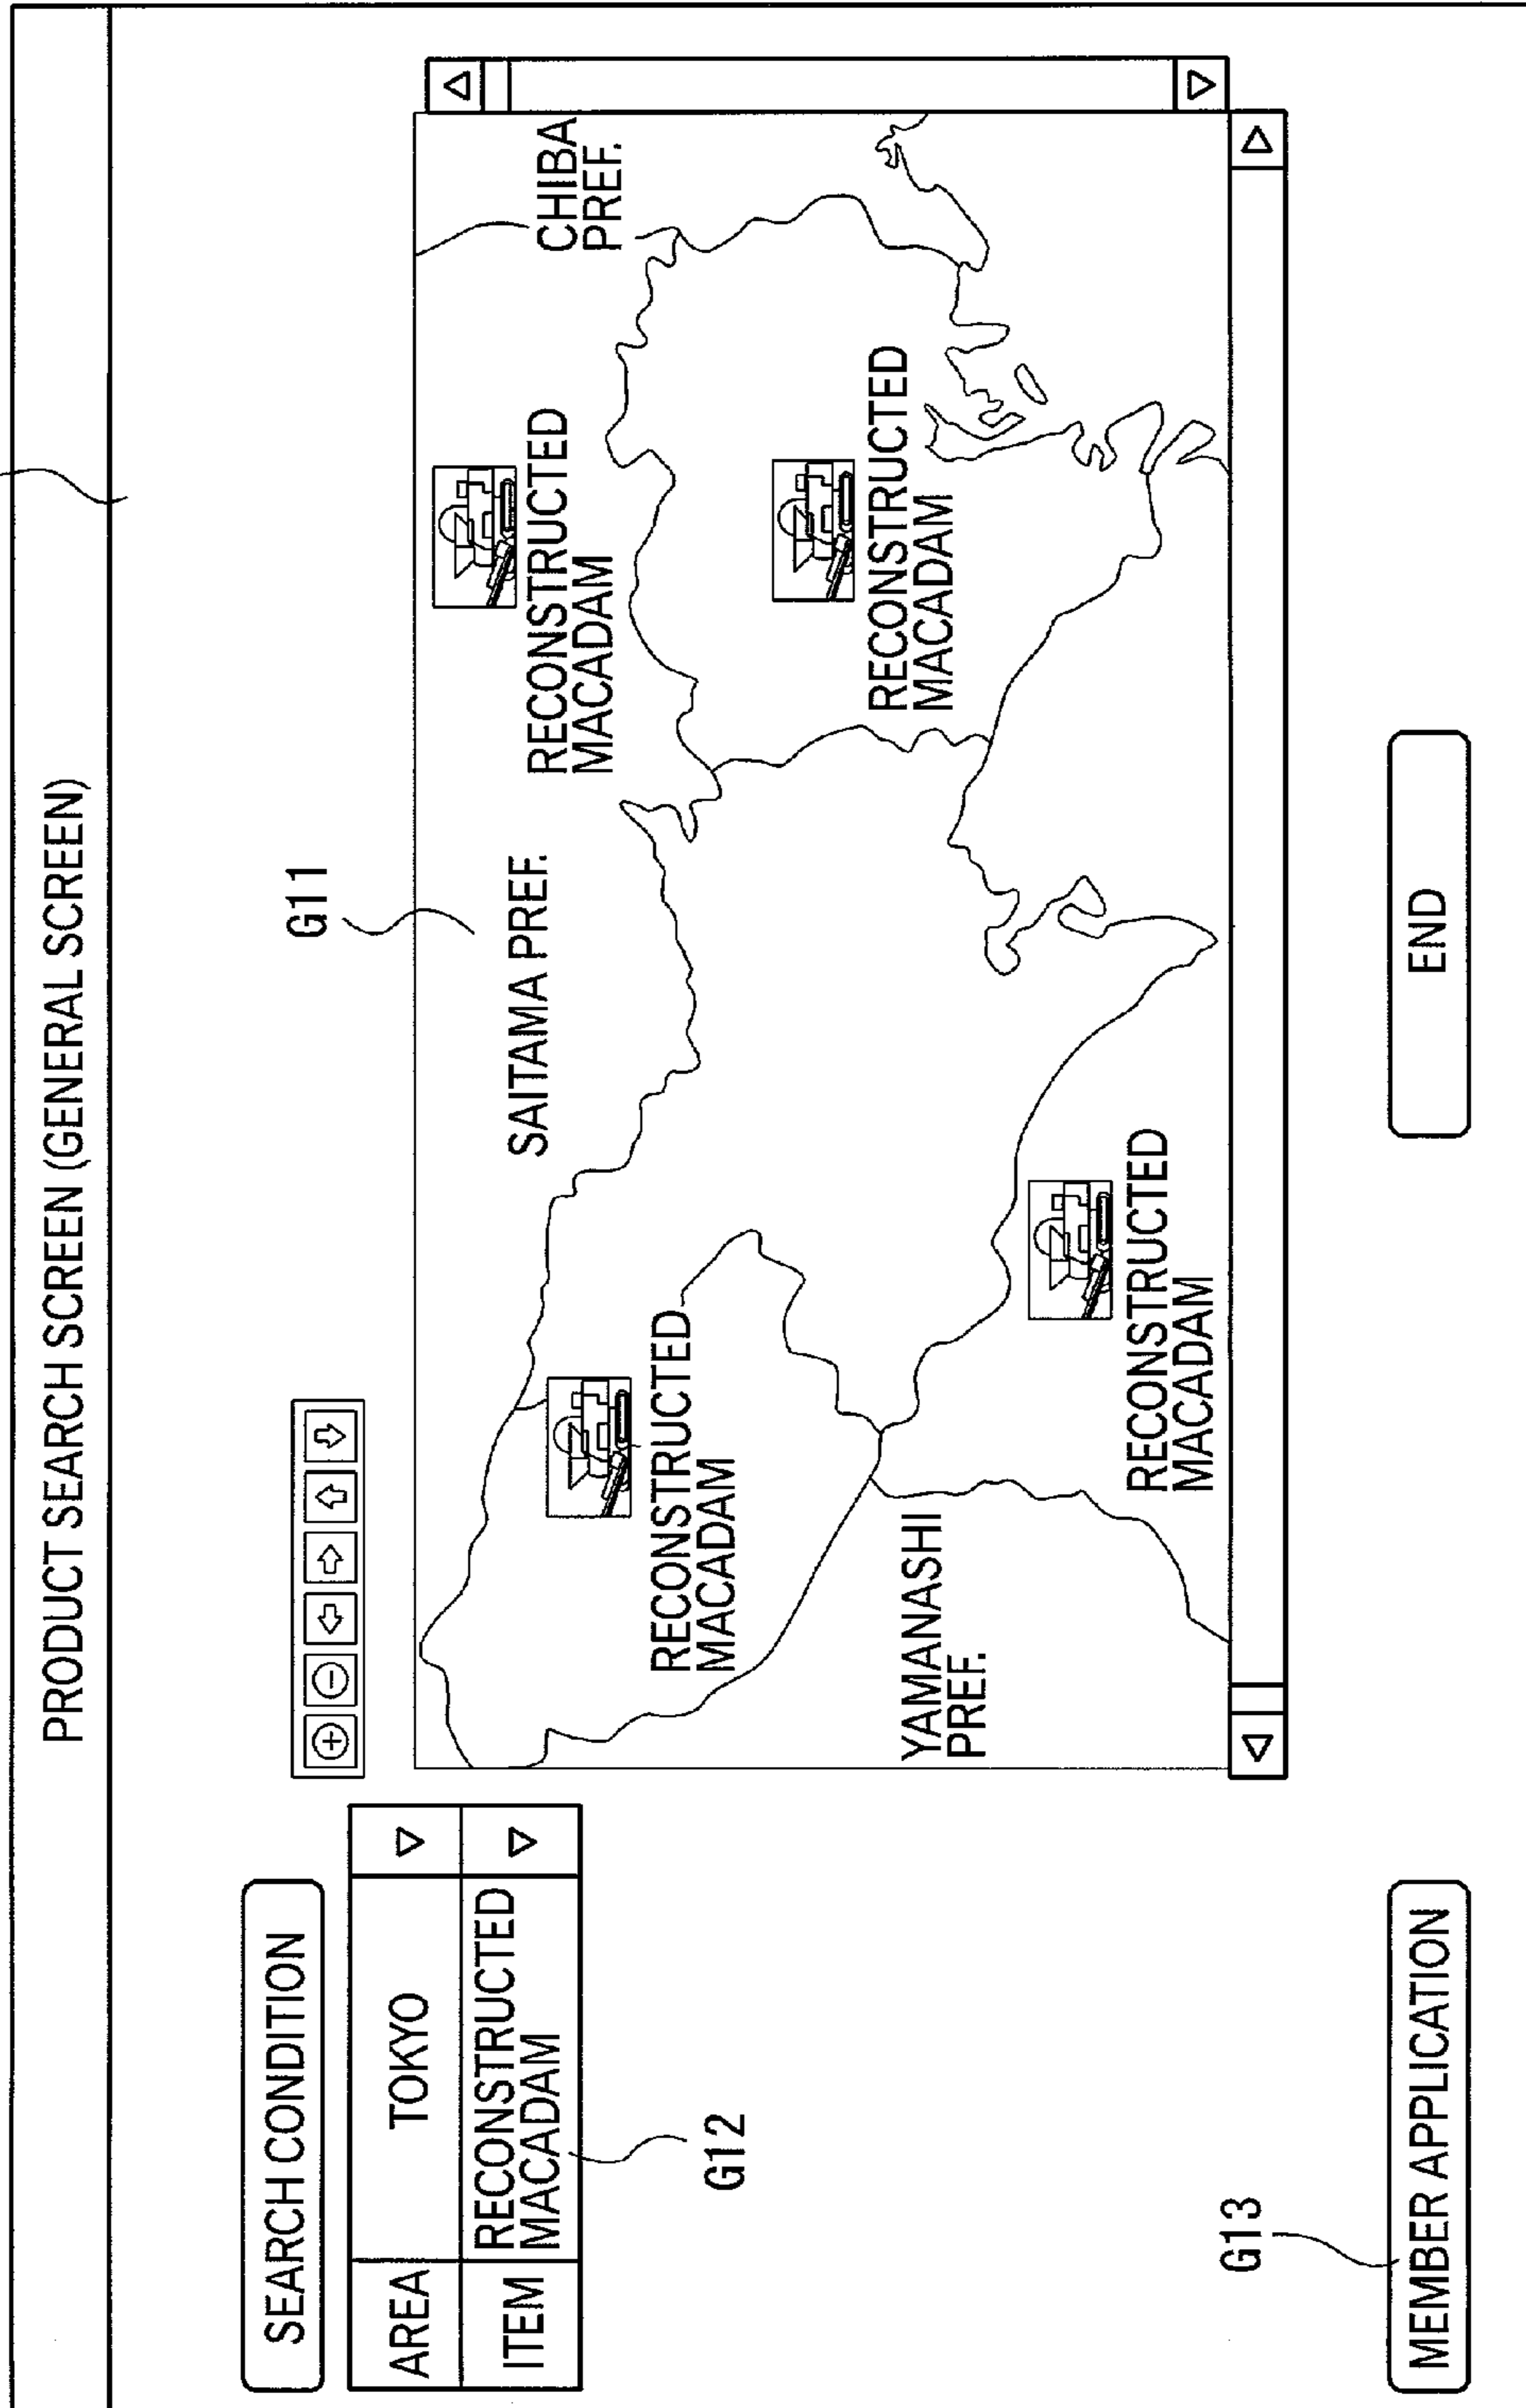 PRODUCT SEARCH SCREEN (GENERAL SCREEN)
SEARCH CONDITION
AREA
TOKYO
ITEM
RECONSTRUCTED
MACADAM
G12
G11
SAITAMA PREF.
CHIBA
PREF.
RECONSTRUCTED
MACADAM
RECONSTRUCTED
MACADAM
RECONSTRUCTED
MACADAM
YAMANASHI
PREF.
RECONSTRUCTED
MACADAM
G13
MEMBER APPLICATION
END